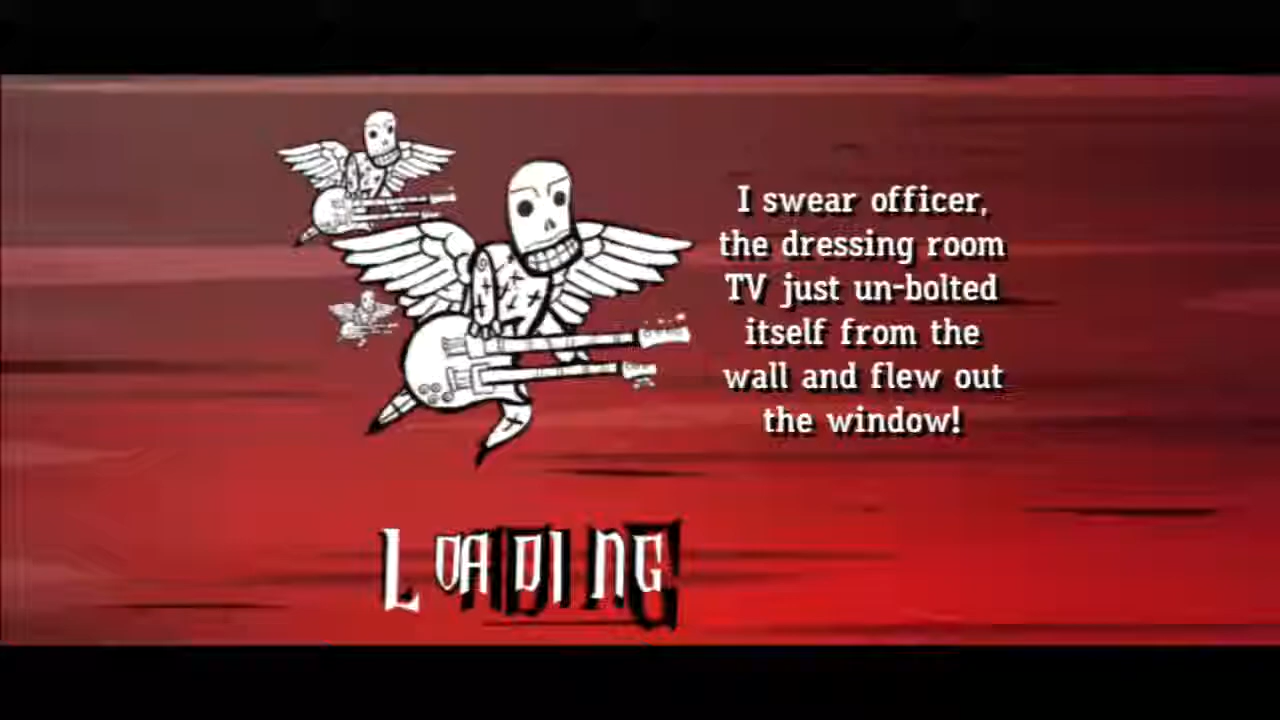 I swear officer,
the dressing room
TV just un-bolted
itself from the
wall and flew out
the window!
LOADING